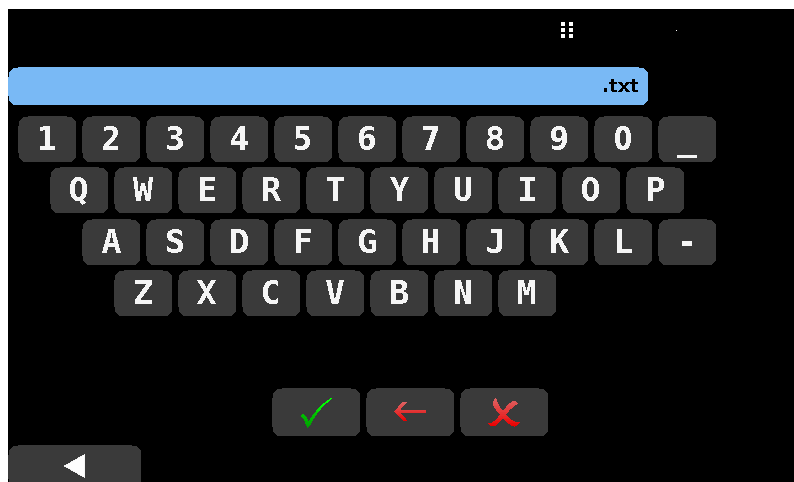 .txt
1 2 3 4 5 6 7 8 9 0 _
Q W E R T Y U I O P
A S D F G H J K L -
Z X C V B N M